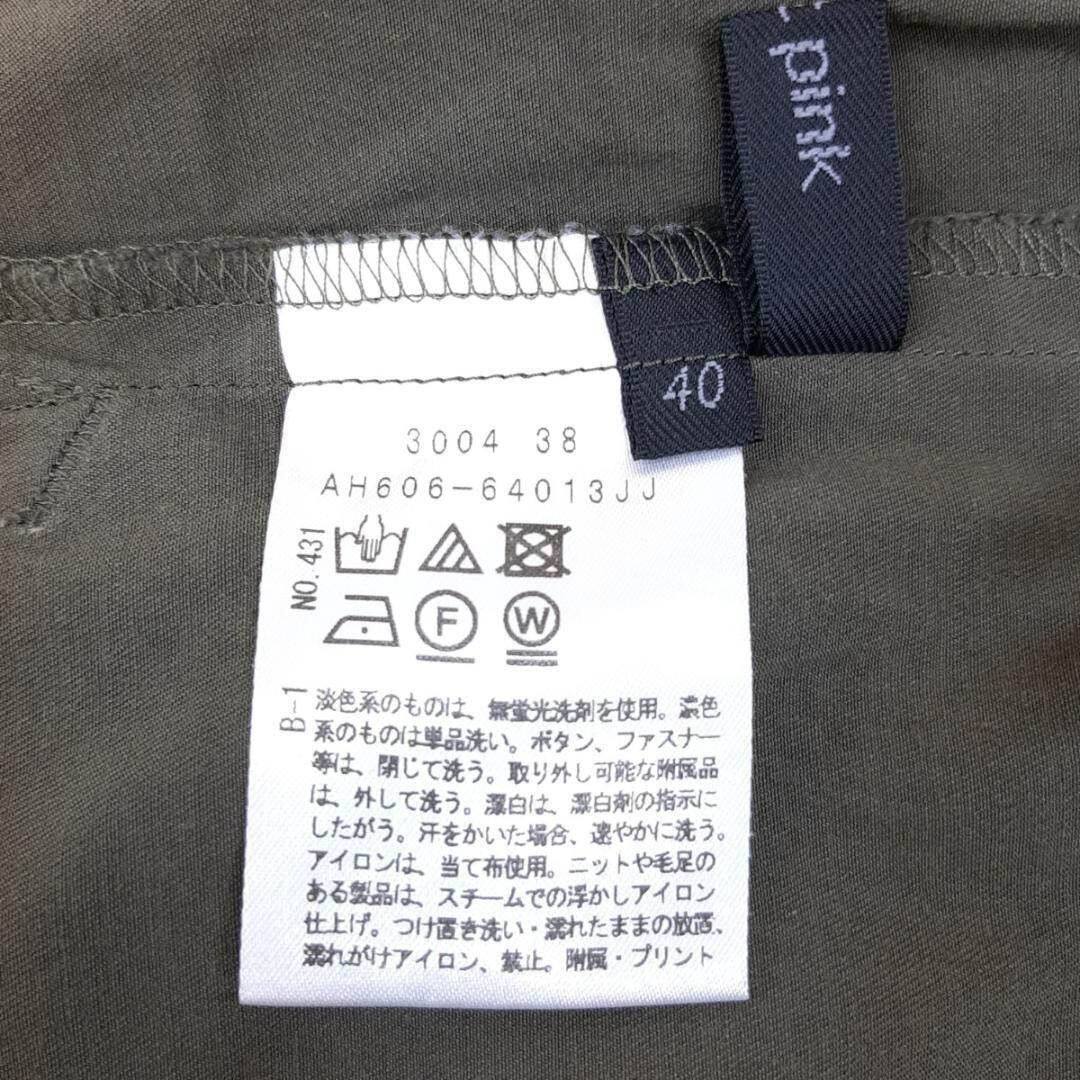 pink
40
3004 38
AH606-64013JJ
NO.431
F
W
B-1
淡色系のものは、無蛍光洗剤を使用。濃色
系のものは単品洗い。ボタン、ファスナー
等は、閉じて洗う。取り外し可能な附属品
は、外して洗う。漂白は、漂白剤の指示に
したがう。汗をかいた場合、速やかに洗う。
アイロンは、当て布使用。ニットや毛足の
ある製品は、スチームでの浮かしアイロン
仕上げ。つけ置き洗い・濡れたままの放置、
濡れがけアイロン、禁止。附属・プリント